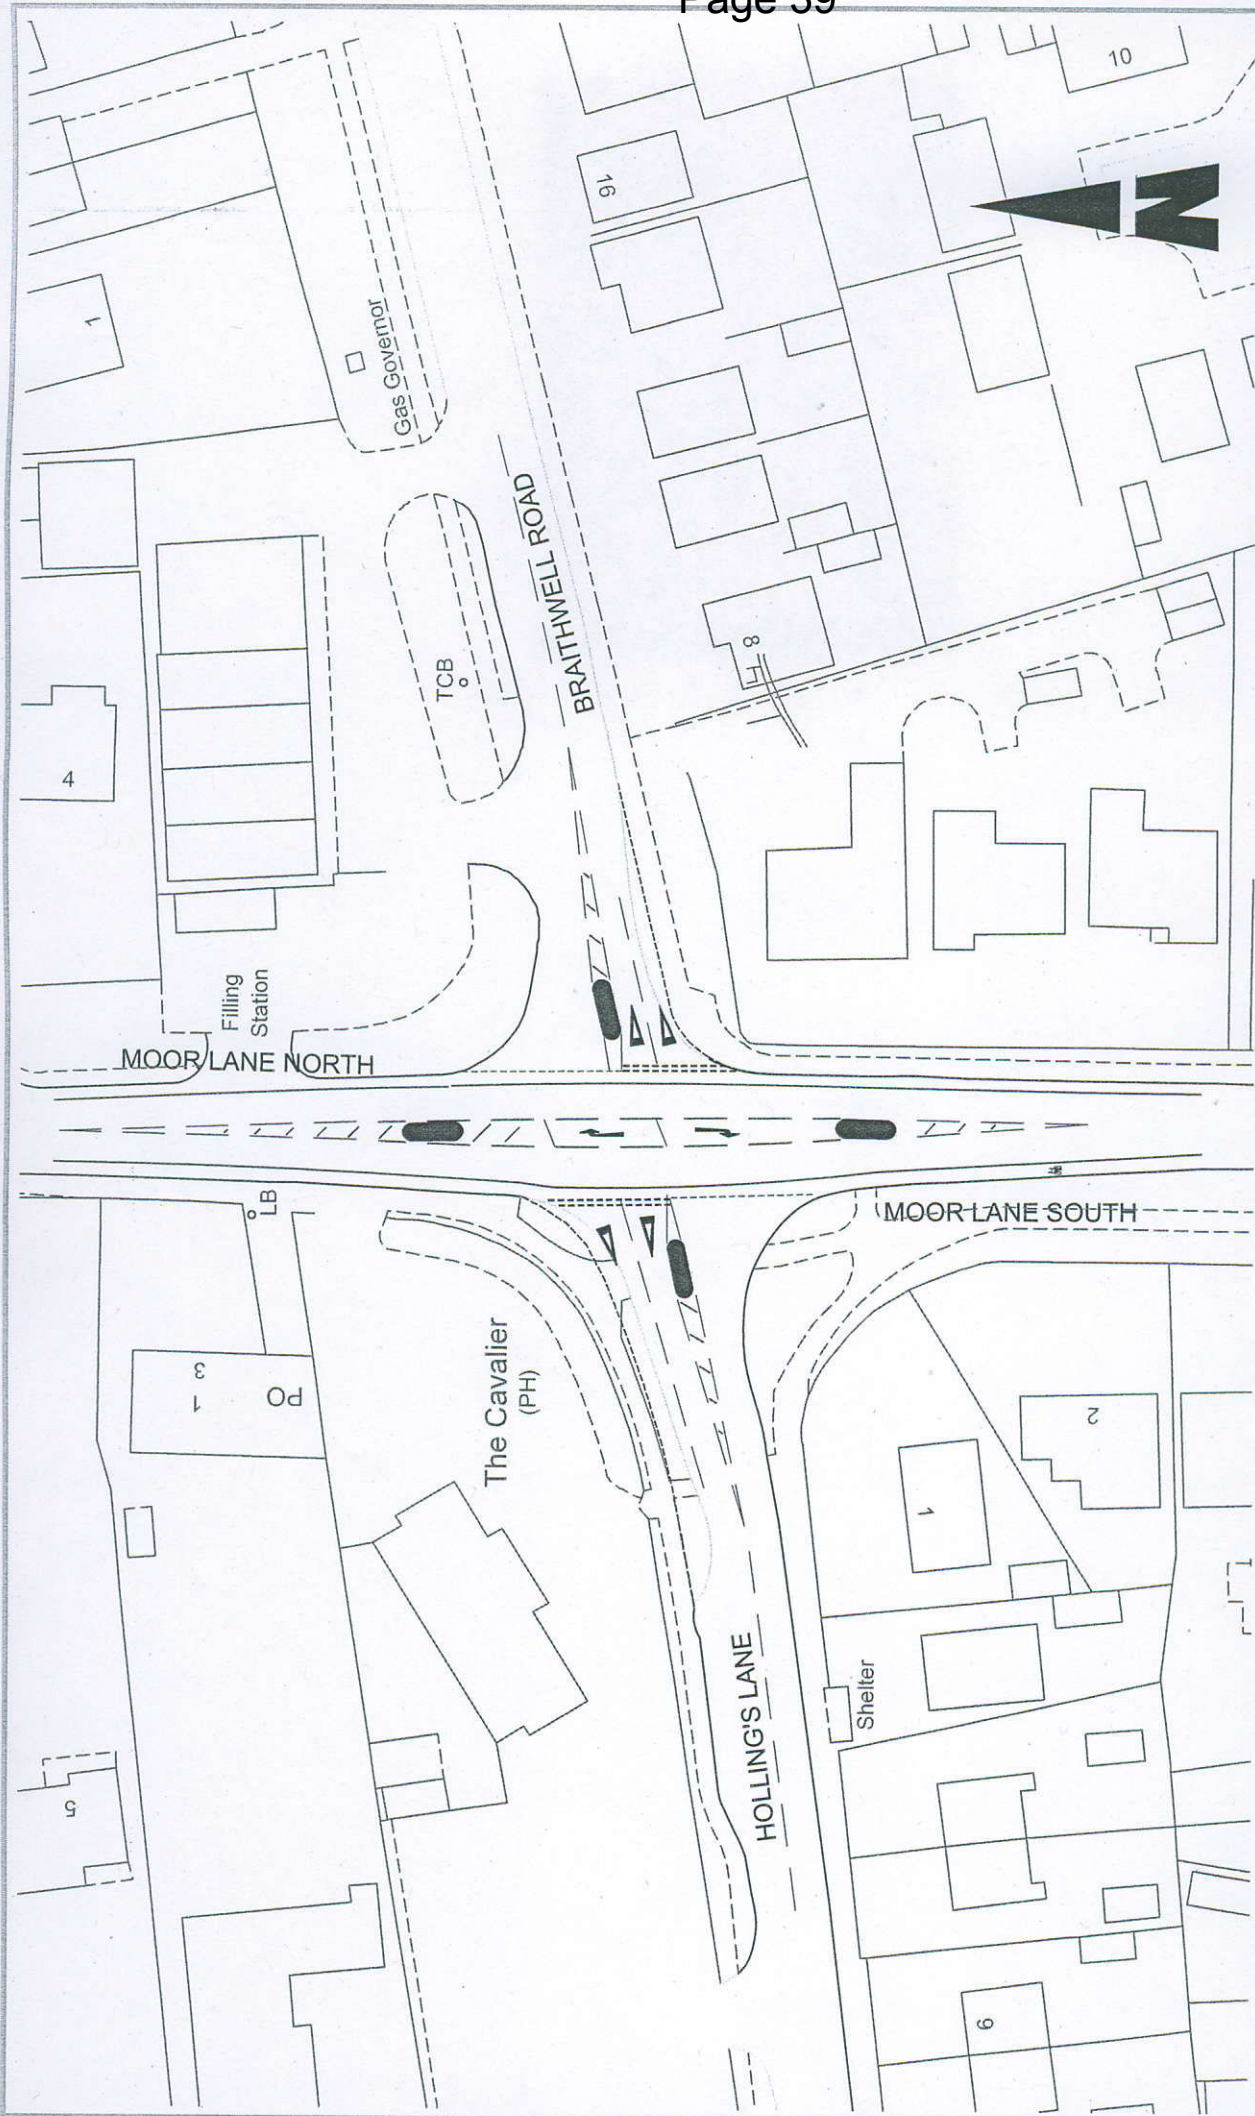 Page 39
10
16
N
1
Gas Governor
BRAITHWELL ROAD
TCB
8
4
Filling
Station
MOOR LANE NORTH
LB
MOOR LANE SOUTH
The Cavalier
(PH)
PO
1
3
2
1
HOLLING'S LANE
Shelter
5
9